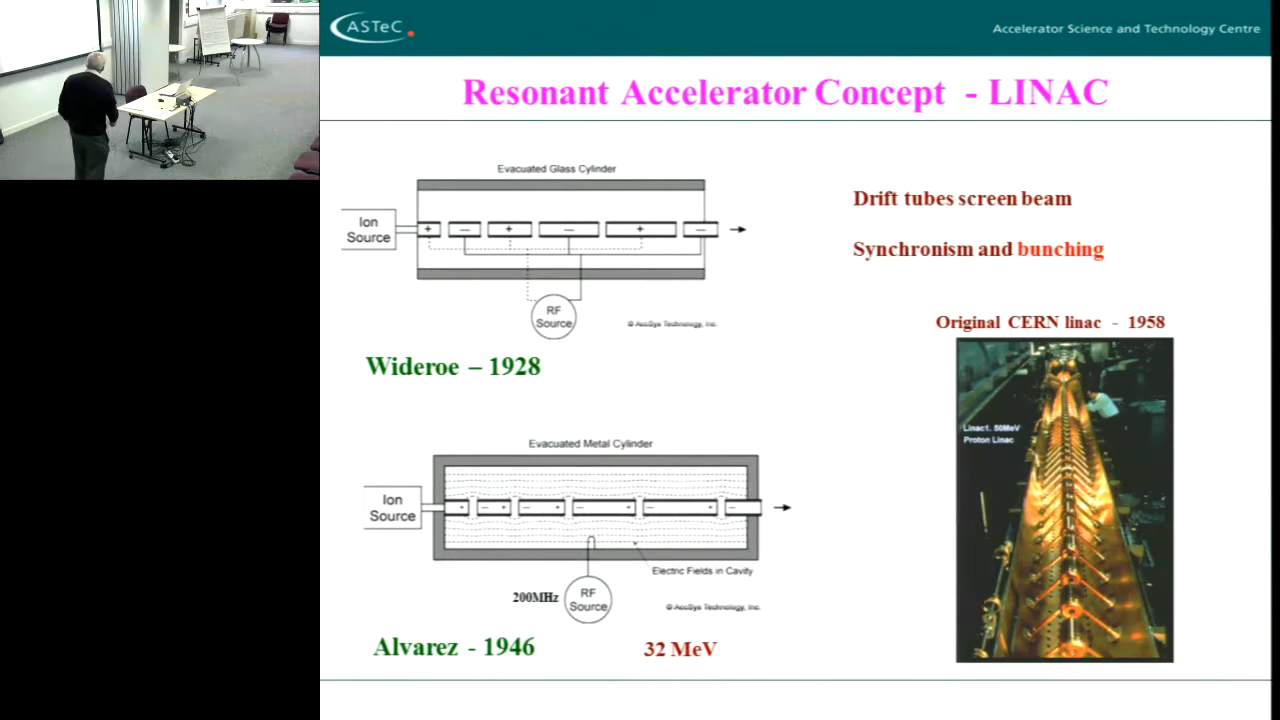 ASTeC
Accelerator Science and Technology Centre
Resonant Accelerator Concept - LINAC
Evacuated Glass Cylinder
Ion
Source
+ — + — + —
RF
Source
© AccSys Technology, Inc.
Wideroe – 1928
Drift tubes screen beam
Synchronism and bunching
Original CERN linac - 1958
Linac1. 50MeV
Proton Linac
Evacuated Metal Cylinder
Ion
Source
+ — + — + — + — + —
Electric Fields in Cavity
200MHz
RF
Source
© AccSys Technology, Inc.
Alvarez - 1946
32 MeV